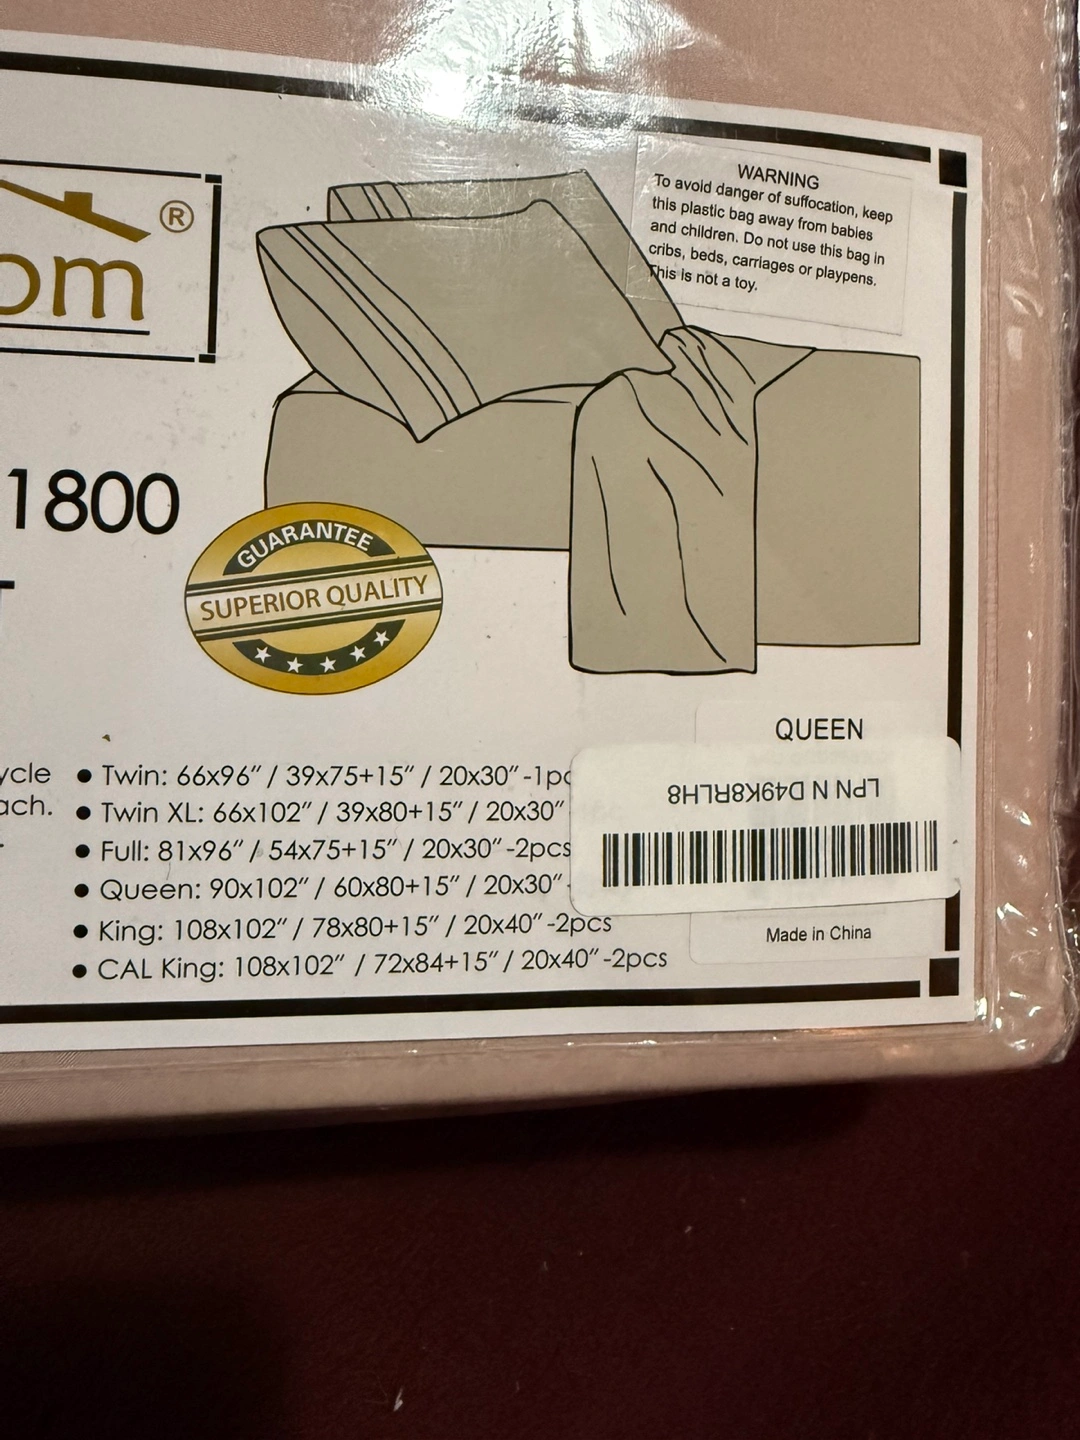 ®
om
1800
WARNING
To avoid danger of suffocation, keep
this plastic bag away from babies
and children. Do not use this bag in
cribs, beds, carriages or playpens.
This is not a toy.
GUARANTEE
SUPERIOR QUALITY
ycle
ach.
● Twin: 66x96″ / 39x75+15″ / 20x30″-1pc
● Twin XL: 66x102″ / 39x80+15″ / 20x30″
● Full: 81x96″ / 54x75+15″ / 20x30″-2pcs
● Queen: 90x102″ / 60x80+15″ / 20x30″-
● King: 108x102″ / 78x80+15″ / 20x40″-2pcs
● CAL King: 108x102″ / 72x84+15″ / 20x40″-2pcs
QUEEN
LPN N D49K8RLH8
Made in China